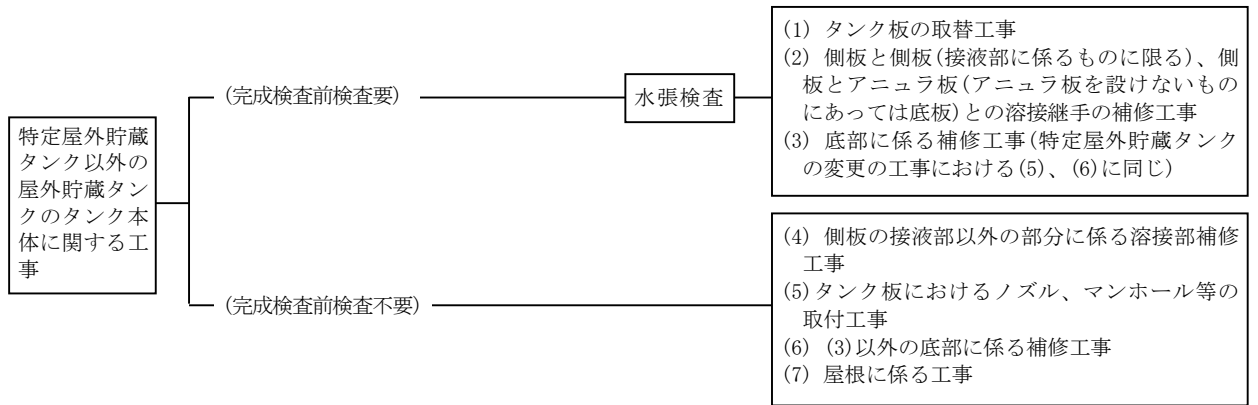 特定屋外貯蔵
タンク以外の
屋外貯蔵タン
クのタンク本
体に関する工
事
(完成検査前検査要)
水張検査
(1) タンク板の取替工事
(2) 側板と側板(接液部に係るものに限る)、側
板とアニュラ板(アニュラ板を設けないもの
にあっては底板)との溶接継手の補修工事
(3) 底部に係る補修工事(特定屋外貯蔵タンク
の変更の工事における(5)、(6)に同じ)
(完成検査前検査不要)
(4) 側板の接液部以外の部分に係る溶接部補修
工事
(5)タンク板におけるノズル、マンホール等の
取付工事
(6) (3)以外の底部に係る補修工事
(7) 屋根に係る工事